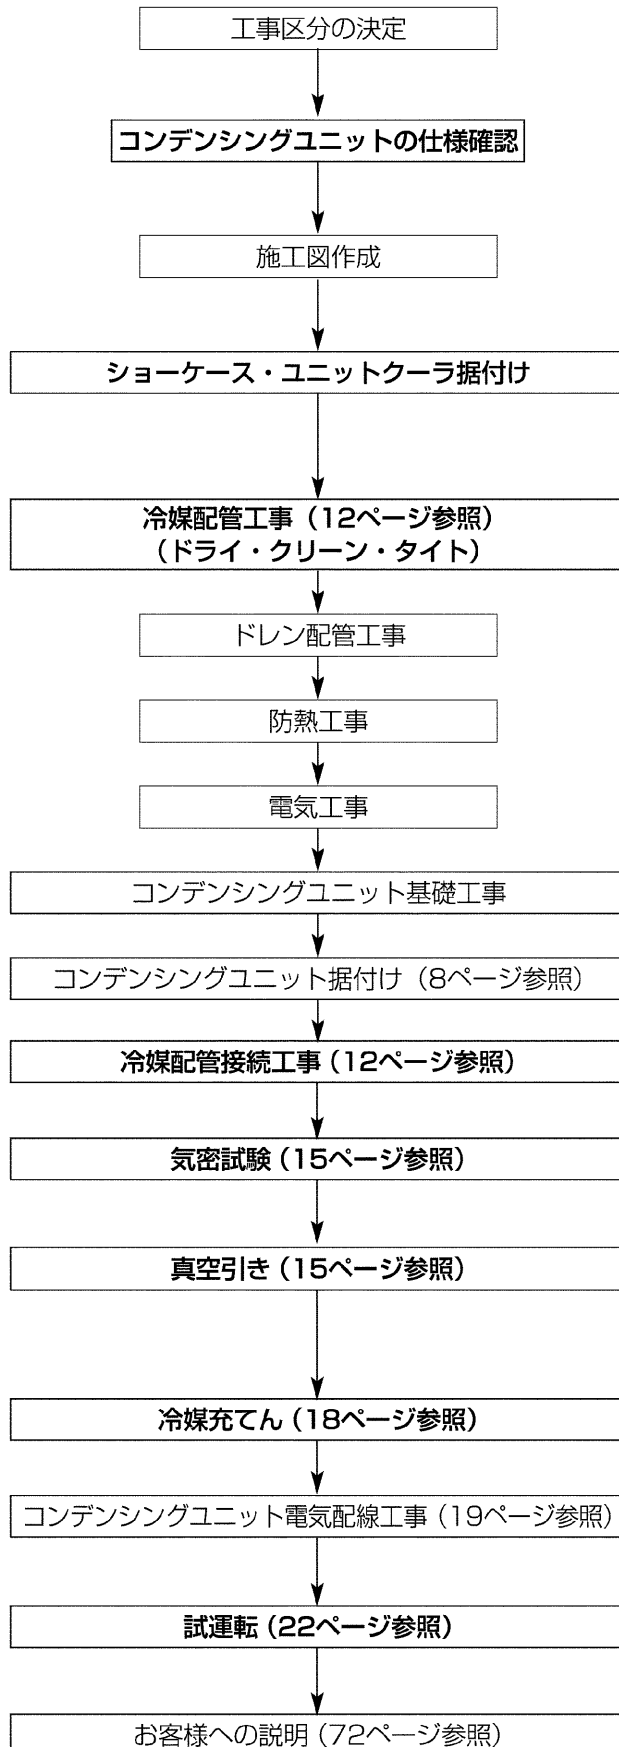 工事区分の決定
コンデンシングユニットの仕様確認
施工図作成
ショーケース・ユニットクーラ据付け
冷媒配管工事（12ページ参照）
（ドライ・クリーン・タイト）
ドレン配管工事
防熱工事
電気工事
コンデンシングユニット基礎工事
コンデンシングユニット据付け（8ページ参照）
冷媒配管接続工事（12ページ参照）
気密試験（15ページ参照）
真空引き（15ページ参照）
冷媒充てん（18ページ参照）
コンデンシングユニット電気配線工事（19ページ参照）
試運転（22ページ参照）
お客様への説明（72ページ参照）